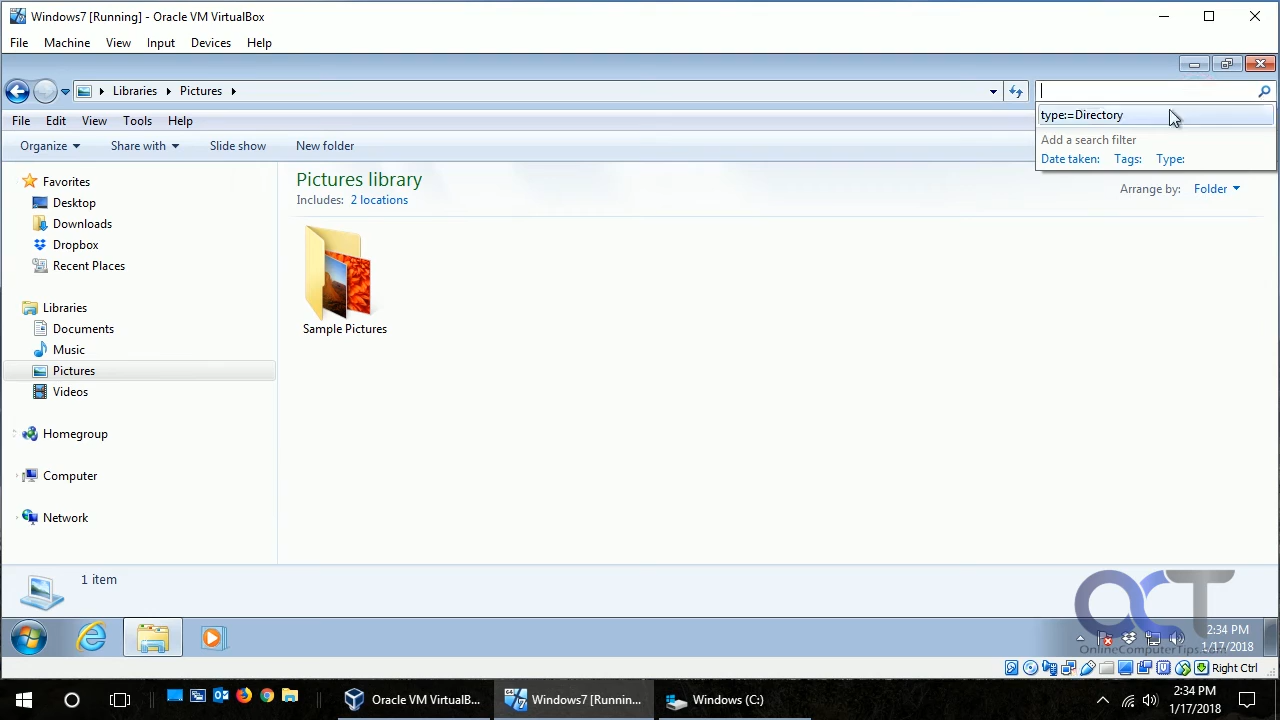 Windows7 [Running] - Oracle VM VirtualBox
File Machine View Input Devices Help
Libraries Pictures
type:=Directory
File Edit View Tools Help
Add a search filter
Organize Share with Slide show New folder
Date taken: Tags: Type:
Pictures library
Includes: 2 locations
Arrange by: Folder
Favorites
Desktop
Downloads
Dropbox
Recent Places
Libraries
Documents
Music
Pictures
Videos
Homegroup
Computer
Network
Sample Pictures
1 item
OCT
OnlineComputerTips.com
2:34 PM
1/17/2018
Right Ctrl
Oracle VM VirtualB...
Windows7 [Runnin...
Windows (C:)
2:34 PM
1/17/2018